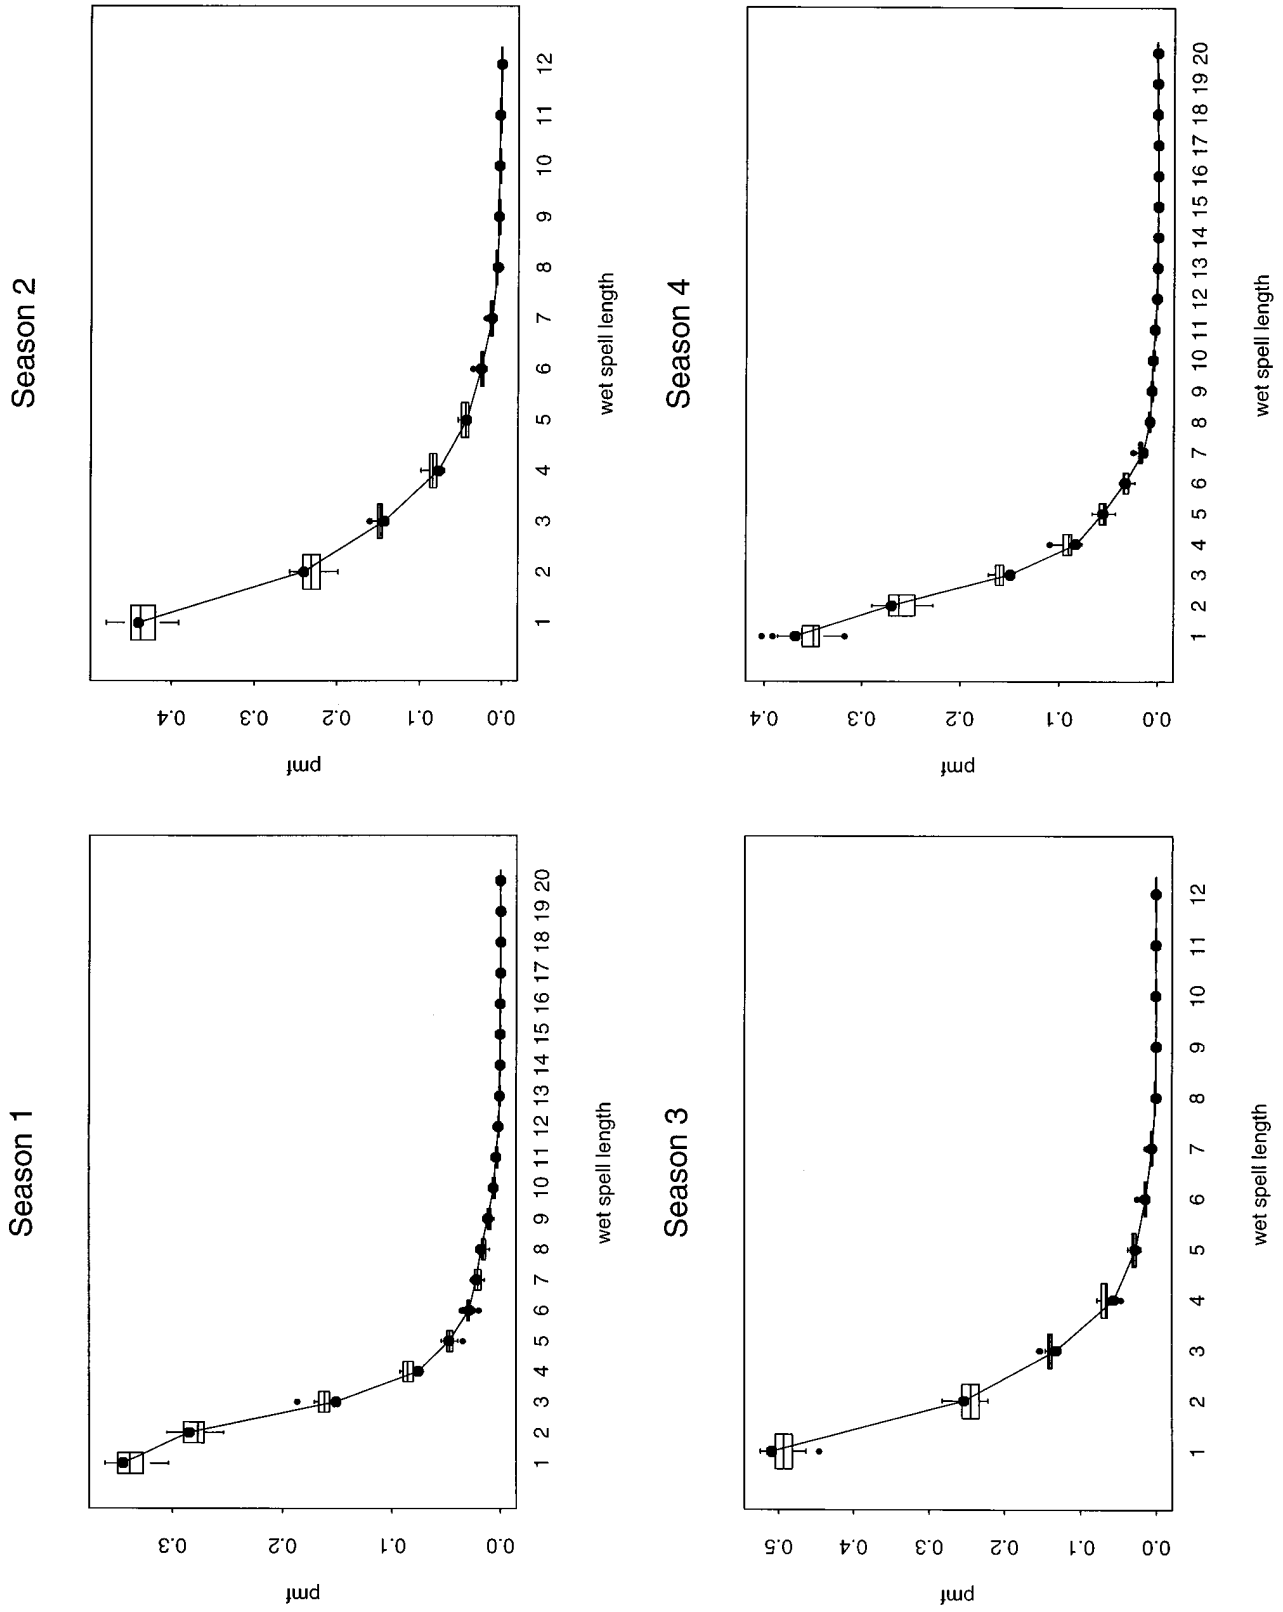 Season 1
pmf
0.0 0.1 0.2 0.3
1 2 3 4 5 6 7 8 9 10 11 12 13 14 15 16 17 18 19 20
wet spell length
Season 2
pmf
0.0 0.1 0.2 0.3 0.4
1 2 3 4 5 6 7 8 9 10 11 12
wet spell length
Season 3
pmf
0.0 0.1 0.2 0.3 0.4 0.5
1 2 3 4 5 6 7 8 9 10 11 12
wet spell length
Season 4
pmf
0.0 0.1 0.2 0.3 0.4
1 2 3 4 5 6 7 8 9 10 11 12 13 14 15 16 17 18 19 20
wet spell length